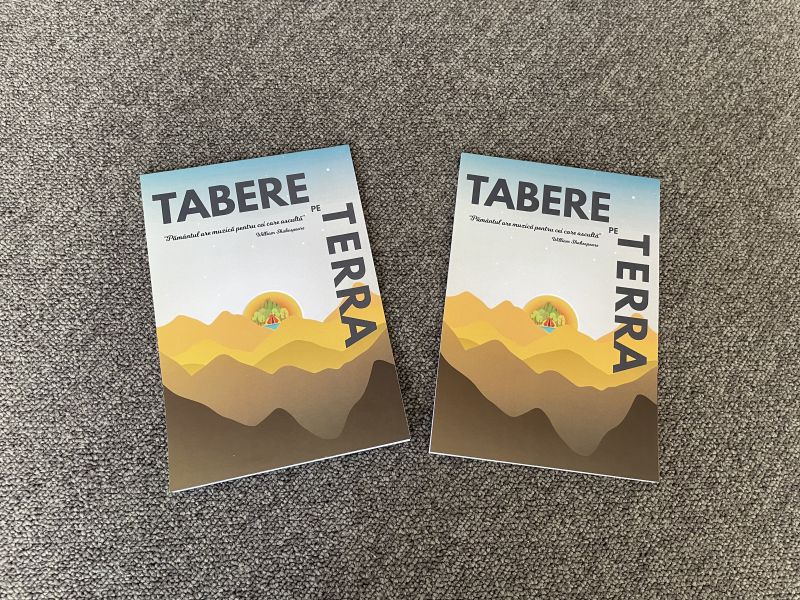 TABERE
PE
TERRA
"Pământul are muzică pentru cei care ascultă"
William Shakespeare
TABERE
PE
TERRA
"Pământul are muzică pentru cei care ascultă"
William Shakespeare